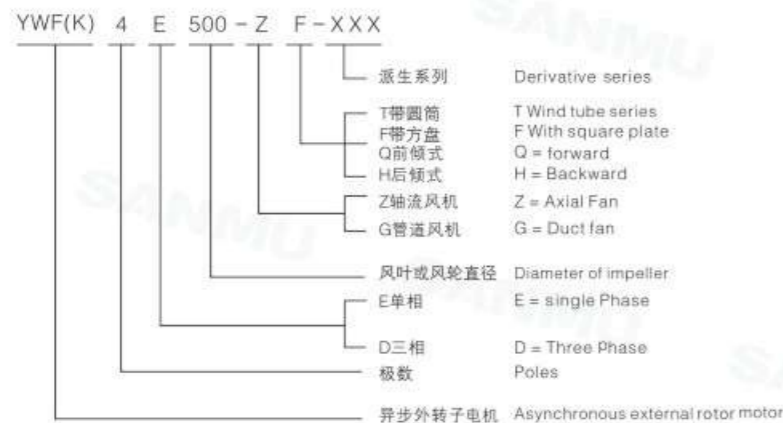 YWF(K) 4 E 500 - Z F - XXX
派生系列 Derivative series
T带圆筒 T Wind tube series
F带方盘 F With square plate
Q前倾式 Q = forward
H后倾式 H = Backward
Z轴流风机 Z = Axial Fan
G管道风机 G = Duct fan
风叶或风轮直径 Diameter of impeller
E单相 E = single Phase
D三相 D = Three Phase
极数 Poles
异步外转子电机 Asynchronous external rotor motor
SANMU
SANMU
SANMU